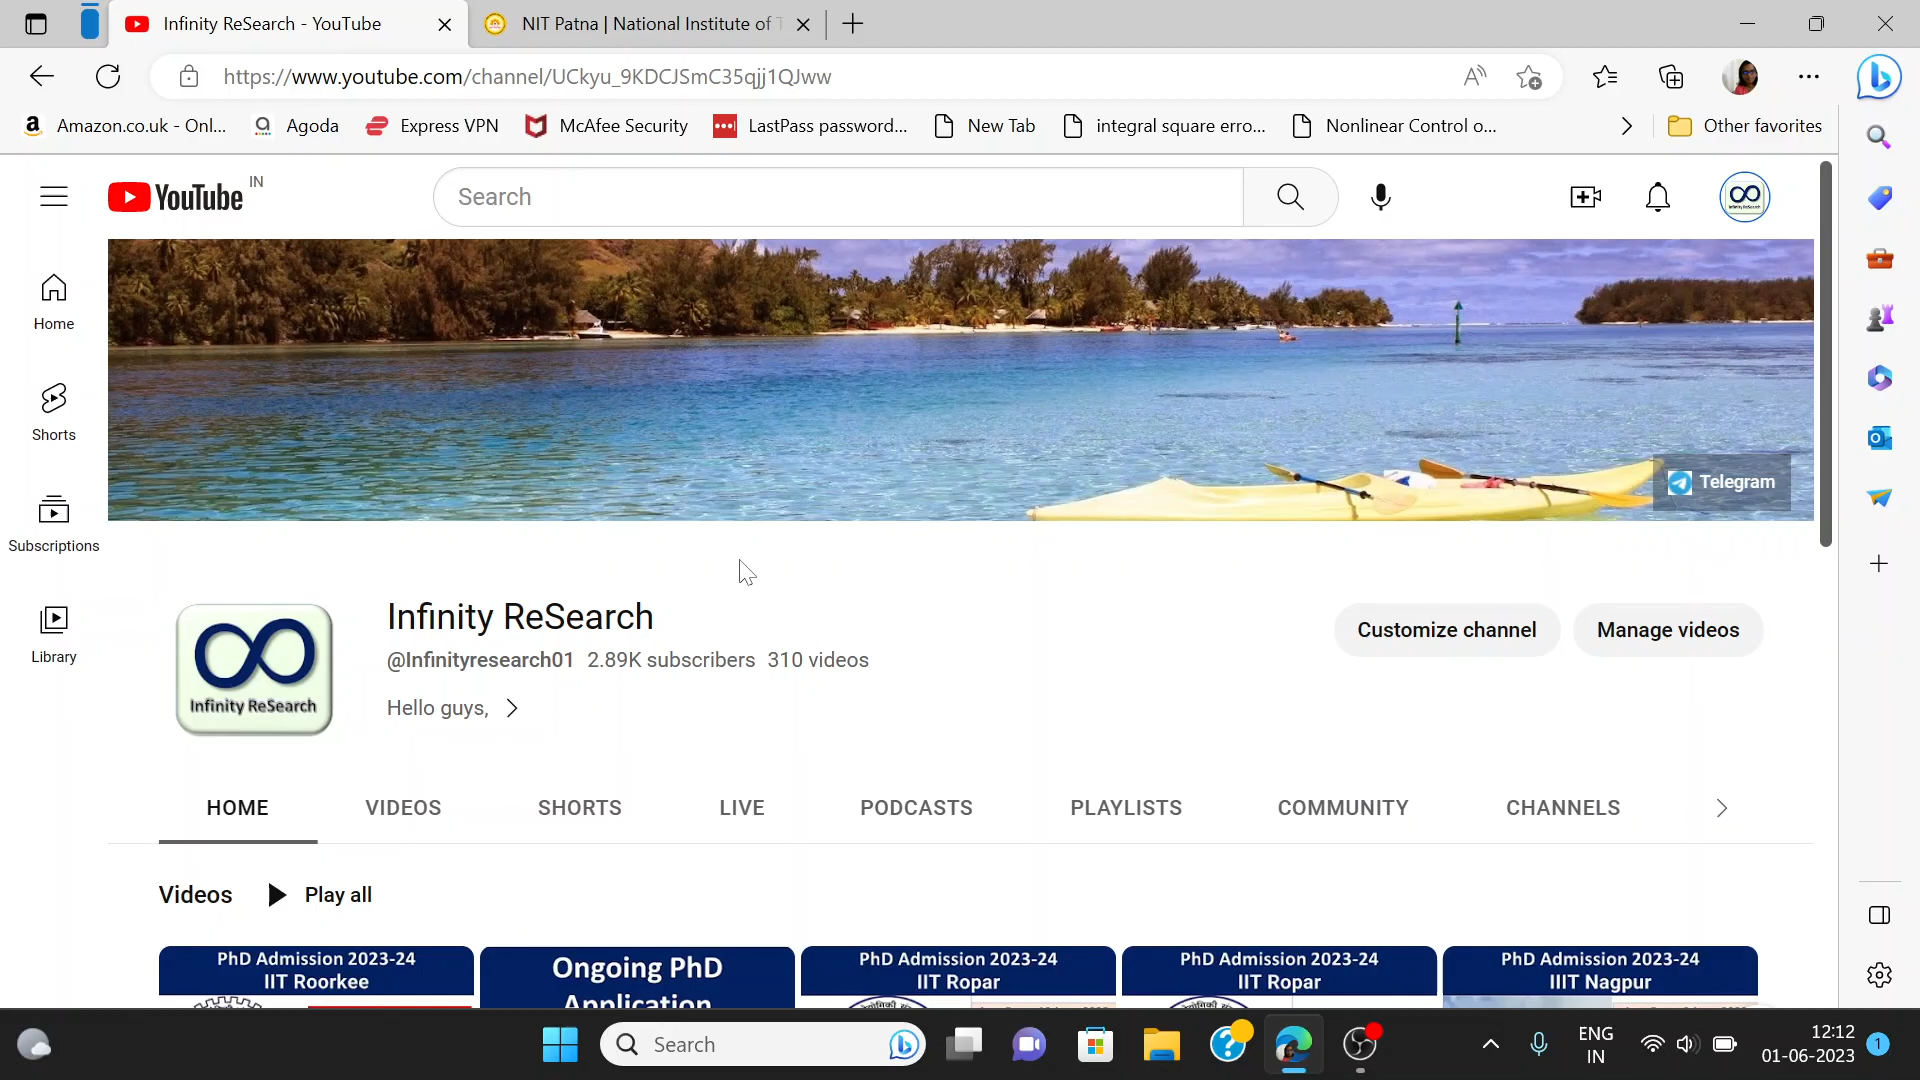 Infinity ReSearch - YouTube
NIT Patna | National Institute of
https://www.youtube.com/channel/UCkyu_9KDCJSmC35qjj1QJww
Amazon.co.uk - Onl...
Agoda
Express VPN
McAfee Security
LastPass password...
New Tab
integral square erro...
Nonlinear Control o...
Other favorites
YouTube IN
Search
Home
Shorts
Subscriptions
Library
Telegram
Infinity ReSearch
Infinity ReSearch
@Infinityresearch01 2.89K subscribers 310 videos
Hello guys,
Customize channel
Manage videos
HOME
VIDEOS
SHORTS
LIVE
PODCASTS
PLAYLISTS
COMMUNITY
CHANNELS
Videos
Play all
PhD Admission 2023-24
IIT Roorkee
Ongoing PhD
Application
PhD Admission 2023-24
IIT Ropar
PhD Admission 2023-24
IIT Ropar
PhD Admission 2023-24
IIIT Nagpur
Search
ENG
IN
12:12
01-06-2023
1